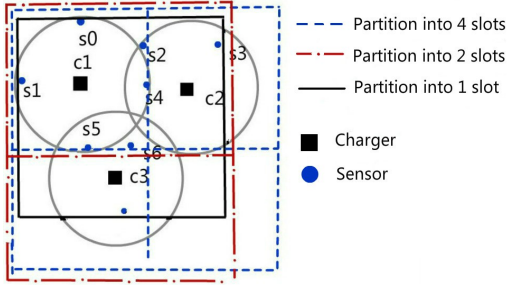 s0
c1
s1
s2
s3
s4
c2
s5
s6
c3
Partition into 4 slots
Partition into 2 slots
Partition into 1 slot
Charger
Sensor